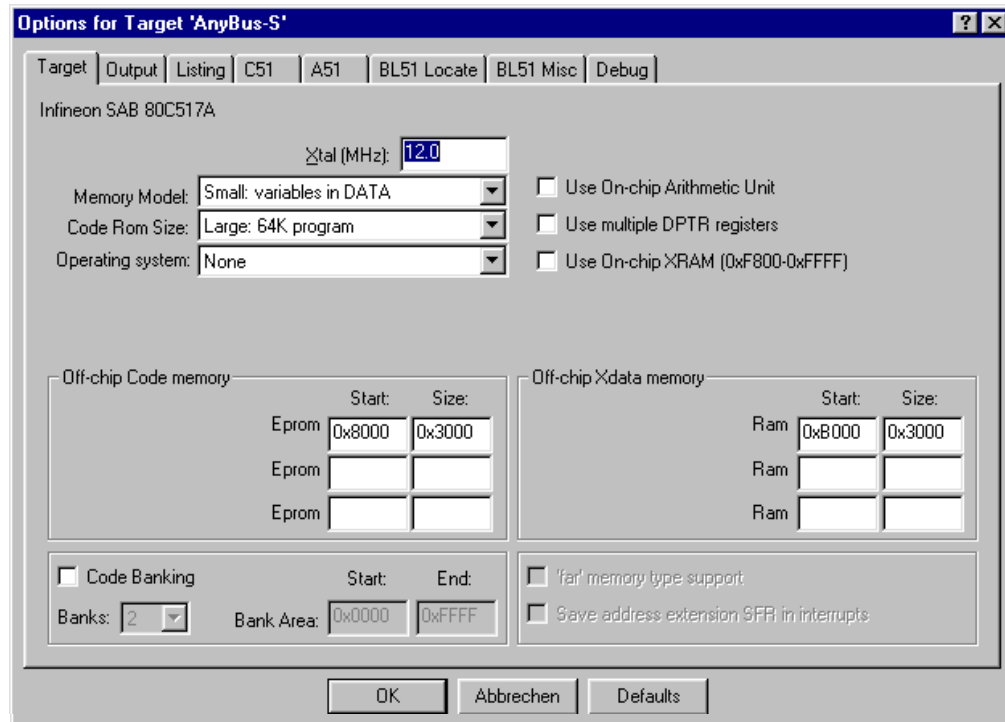 Options for Target 'AnyBus-S'
Target Output Listing C51 A51 BL51 Locate BL51 Misc Debug
Infineon SAB 80C517A
Xtal (MHz): 12.0
Memory Model: Small: variables in DATA
Use On-chip Arithmetic Unit
Code Rom Size: Large: 64K program
Use multiple DPTR registers
Operating system: None
Use On-chip XRAM (0xF800-0xFFFF)
Off-chip Code memory
Start: Size:
Eprom 0x8000 0x3000
Eprom
Eprom
Off-chip Xdata memory
Start: Size:
Ram 0xB000 0x3000
Ram
Ram
Code Banking Start: End:
Banks: 2 Bank Area: 0x0000 0xFFFF
'far' memory type support
Save address extension SFR in interrupts
OK Abbrechen Defaults